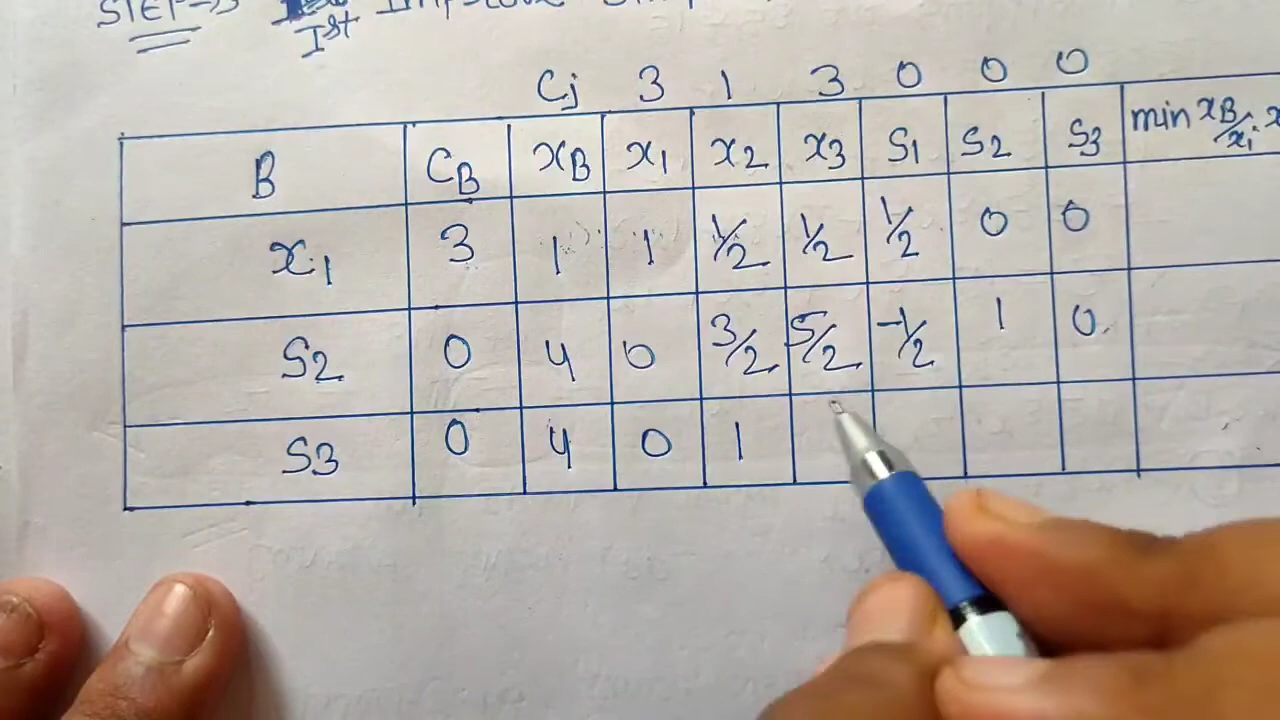 STEP→3
Ist
Cj 3 1 3 0 0 0
B CB xB x1 x2 x3 S1 S2 S3 min xB/xi
x1 3 1 1 1/2 1/2 1/2 0 0
S2 0 4 0 3/2 5/2 -1/2 1 0
S3 0 4 0 1